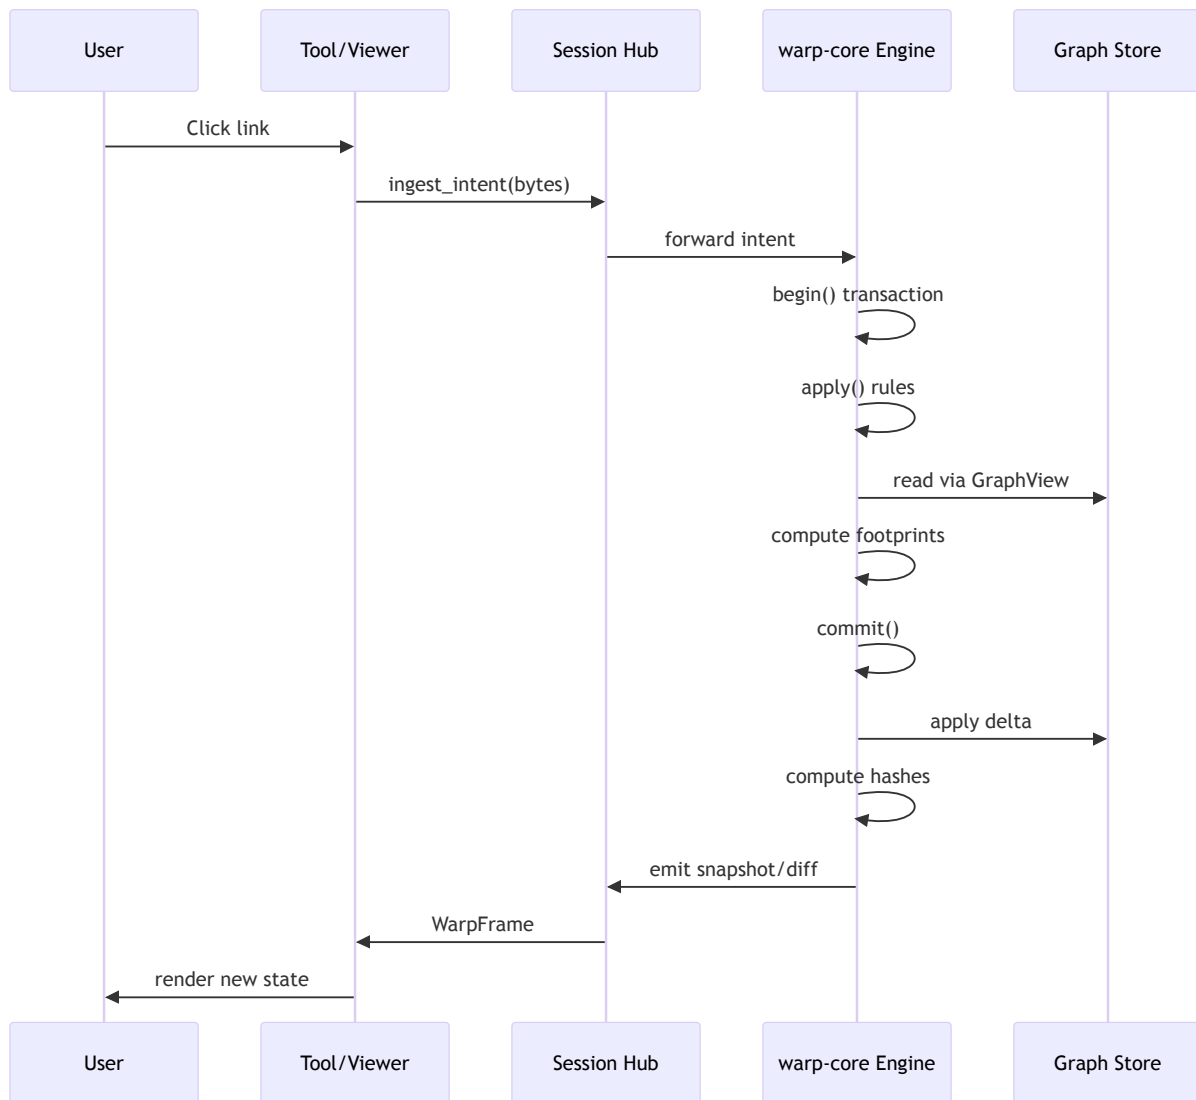 User
Tool/Viewer
Session Hub
warp-core Engine
Graph Store
Click link
ingest_intent(bytes)
forward intent
begin() transaction
apply() rules
read via GraphView
compute footprints
commit()
apply delta
compute hashes
emit snapshot/diff
WarpFrame
render new state
User
Tool/Viewer
Session Hub
warp-core Engine
Graph Store